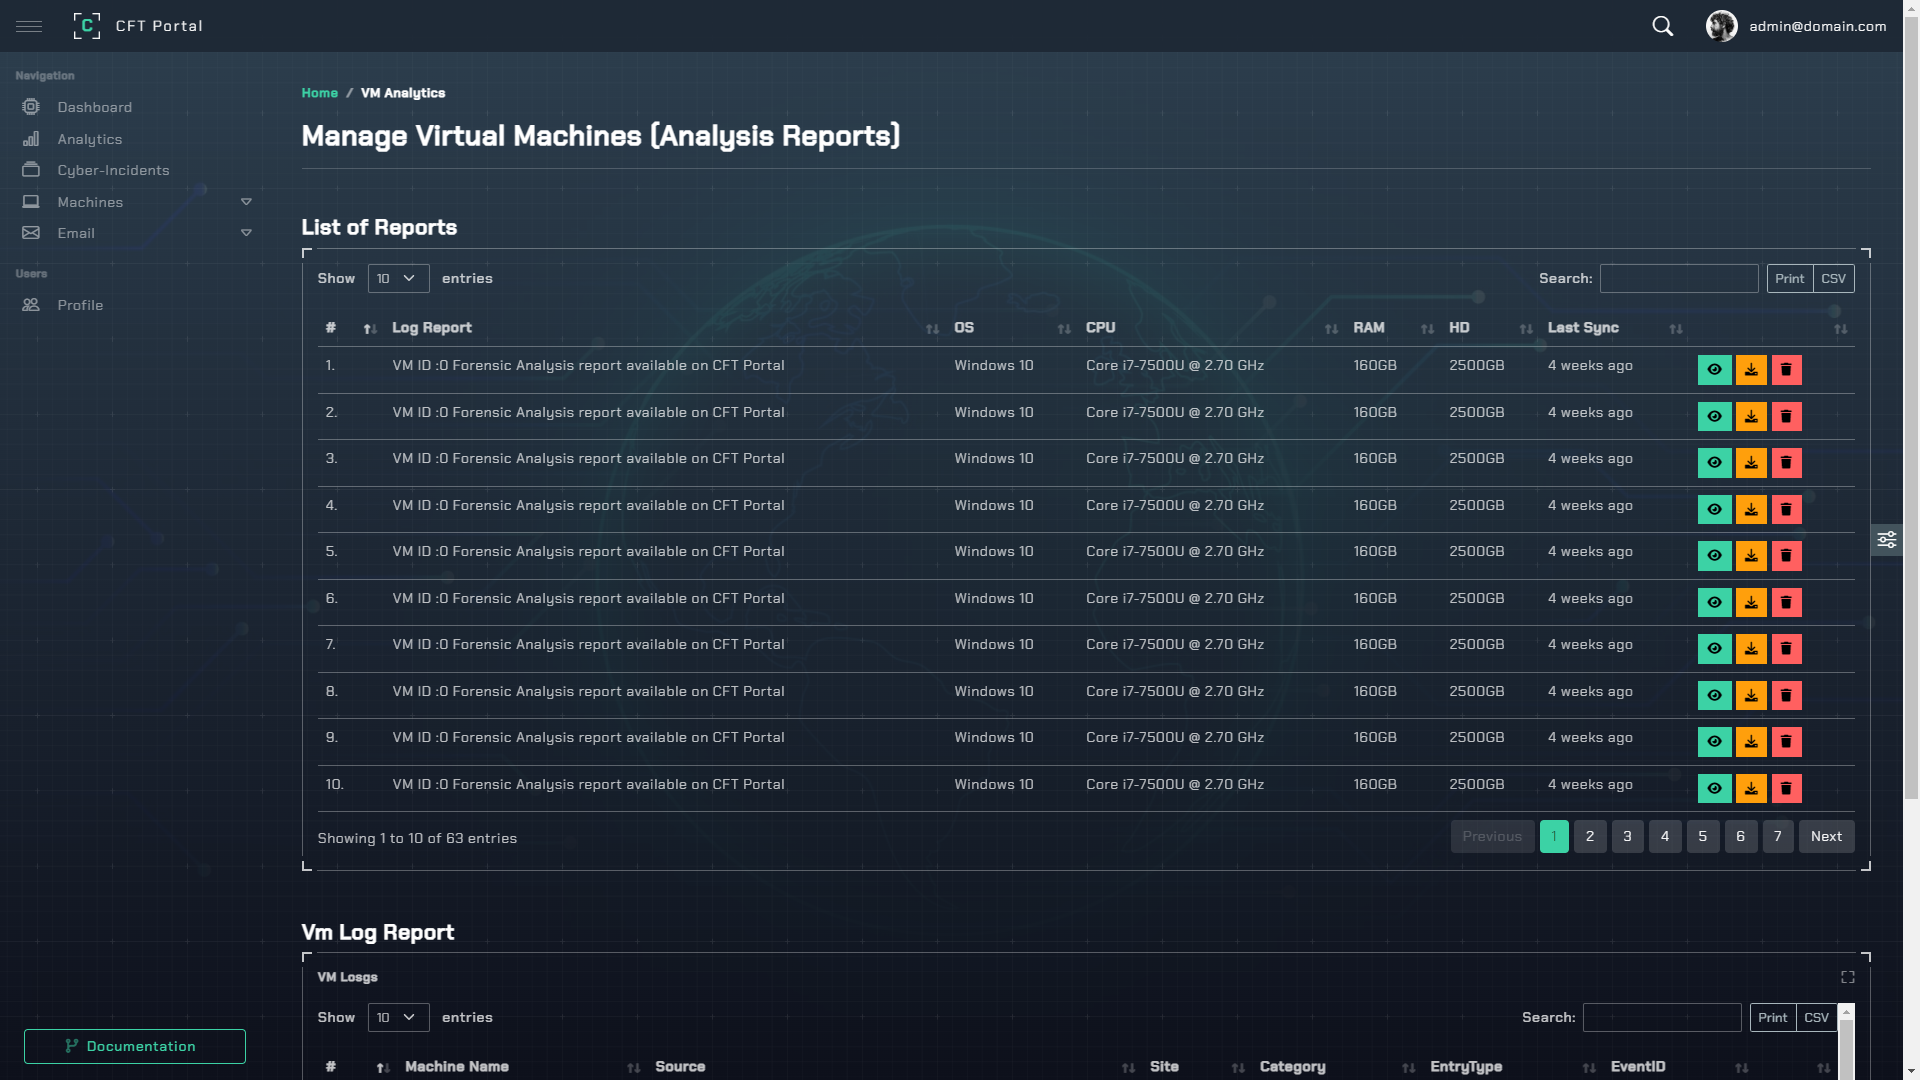 C CFT Portal admin@domain.com
Navigation
Dashboard
Analytics
Cyber-Incidents
Machines
Email
Users
Profile
Documentation
Home / VM Analytics
Manage Virtual Machines (Analysis Reports)
List of Reports
Show 10 entries Search: Print CSV
# Log Report OS CPU RAM HD Last Sync
1. VM ID :0 Forensic Analysis report available on CFT Portal Windows 10 Core i7-7500U @ 2.70 GHz 160GB 2500GB 4 weeks ago
2. VM ID :0 Forensic Analysis report available on CFT Portal Windows 10 Core i7-7500U @ 2.70 GHz 160GB 2500GB 4 weeks ago
3. VM ID :0 Forensic Analysis report available on CFT Portal Windows 10 Core i7-7500U @ 2.70 GHz 160GB 2500GB 4 weeks ago
4. VM ID :0 Forensic Analysis report available on CFT Portal Windows 10 Core i7-7500U @ 2.70 GHz 160GB 2500GB 4 weeks ago
5. VM ID :0 Forensic Analysis report available on CFT Portal Windows 10 Core i7-7500U @ 2.70 GHz 160GB 2500GB 4 weeks ago
6. VM ID :0 Forensic Analysis report available on CFT Portal Windows 10 Core i7-7500U @ 2.70 GHz 160GB 2500GB 4 weeks ago
7. VM ID :0 Forensic Analysis report available on CFT Portal Windows 10 Core i7-7500U @ 2.70 GHz 160GB 2500GB 4 weeks ago
8. VM ID :0 Forensic Analysis report available on CFT Portal Windows 10 Core i7-7500U @ 2.70 GHz 160GB 2500GB 4 weeks ago
9. VM ID :0 Forensic Analysis report available on CFT Portal Windows 10 Core i7-7500U @ 2.70 GHz 160GB 2500GB 4 weeks ago
10. VM ID :0 Forensic Analysis report available on CFT Portal Windows 10 Core i7-7500U @ 2.70 GHz 160GB 2500GB 4 weeks ago
Showing 1 to 10 of 63 entries Previous 1 2 3 4 5 6 7 Next
Vm Log Report
VM Losgs
Show 10 entries Search: Print CSV
# Machine Name Source Site Category EntryType EventID